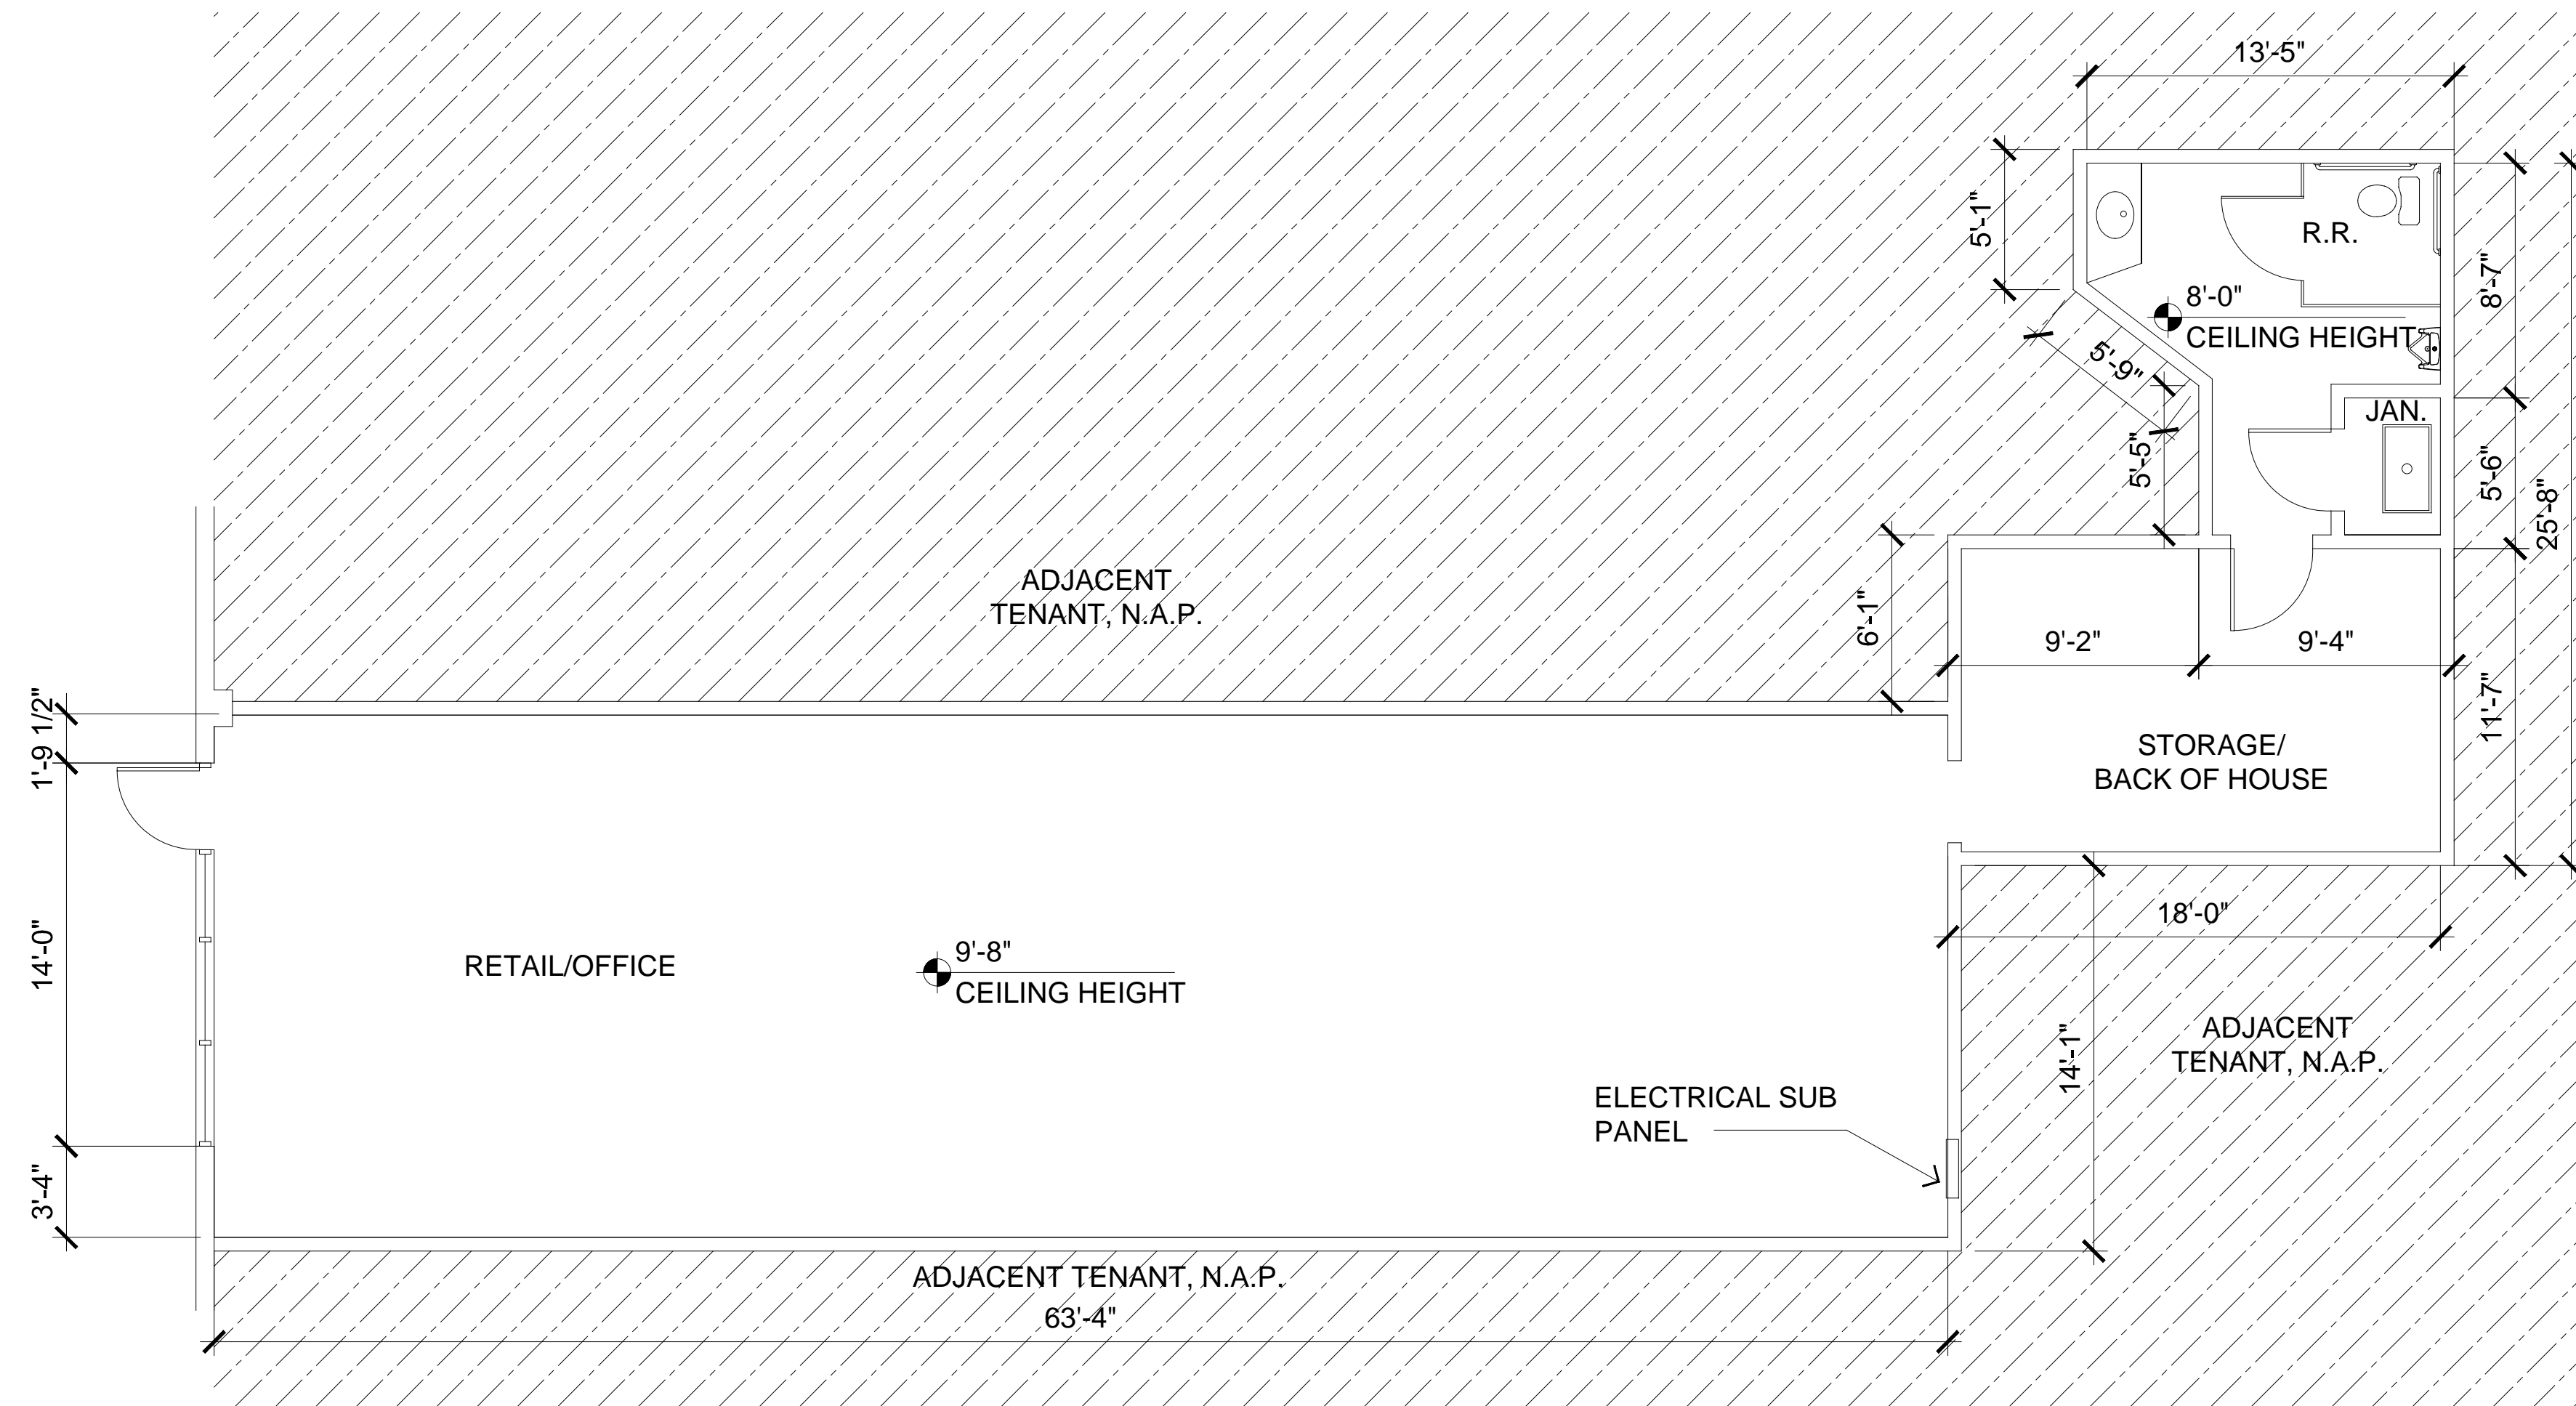 13'-5"
5'-1"
R.R.
8'-7"
8'-0"
CEILING HEIGHT
5'-9"
JAN.
5'-5"
5'-6"
25'-8"
ADJACENT
TENANT, N.A.P.
6'-1"
9'-2"
9'-4"
1'-9 1/2"
11'-7"
STORAGE/
BACK OF HOUSE
14'-0"
RETAIL/OFFICE
9'-8"
CEILING HEIGHT
18'-0"
14'-1"
ADJACENT
TENANT, N.A.P.
ELECTRICAL SUB
PANEL
3'-4"
ADJACENT TENANT, N.A.P.
63'-4"